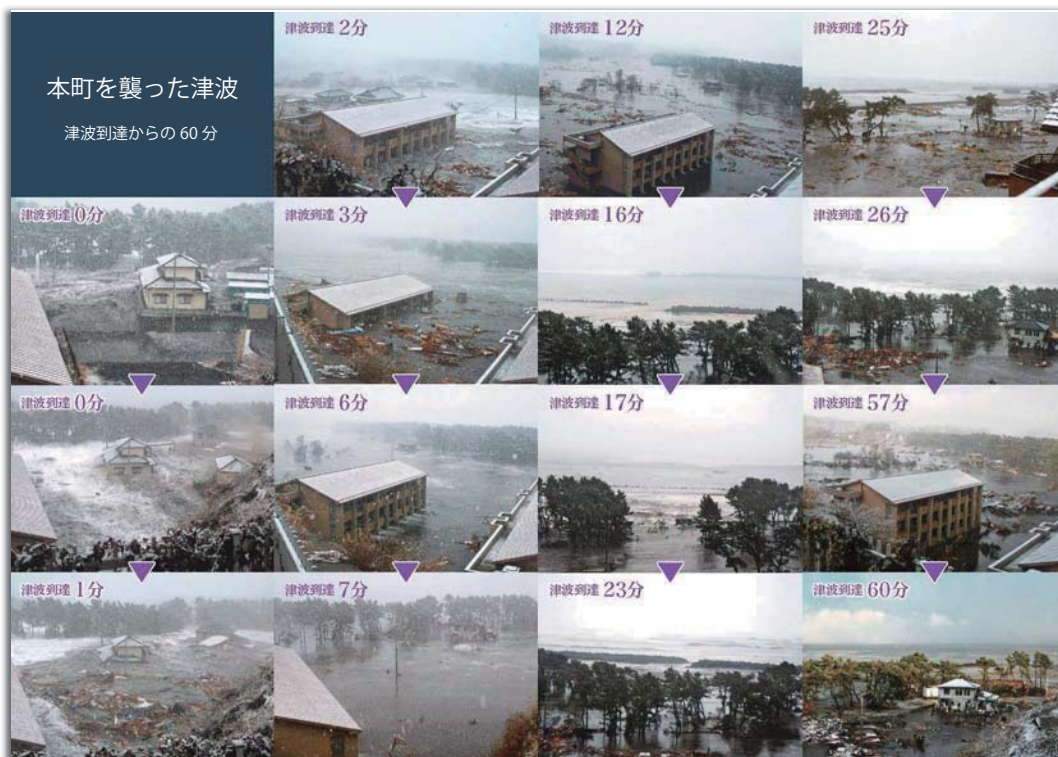 本町を襲った津波
津波到達からの60分
津波到達 0分
津波到達 0分
津波到達 1分
津波到達 2分
津波到達 3分
津波到達 6分
津波到達 7分
津波到達 12分
津波到達 16分
津波到達 17分
津波到達 23分
津波到達 25分
津波到達 26分
津波到達 57分
津波到達 60分